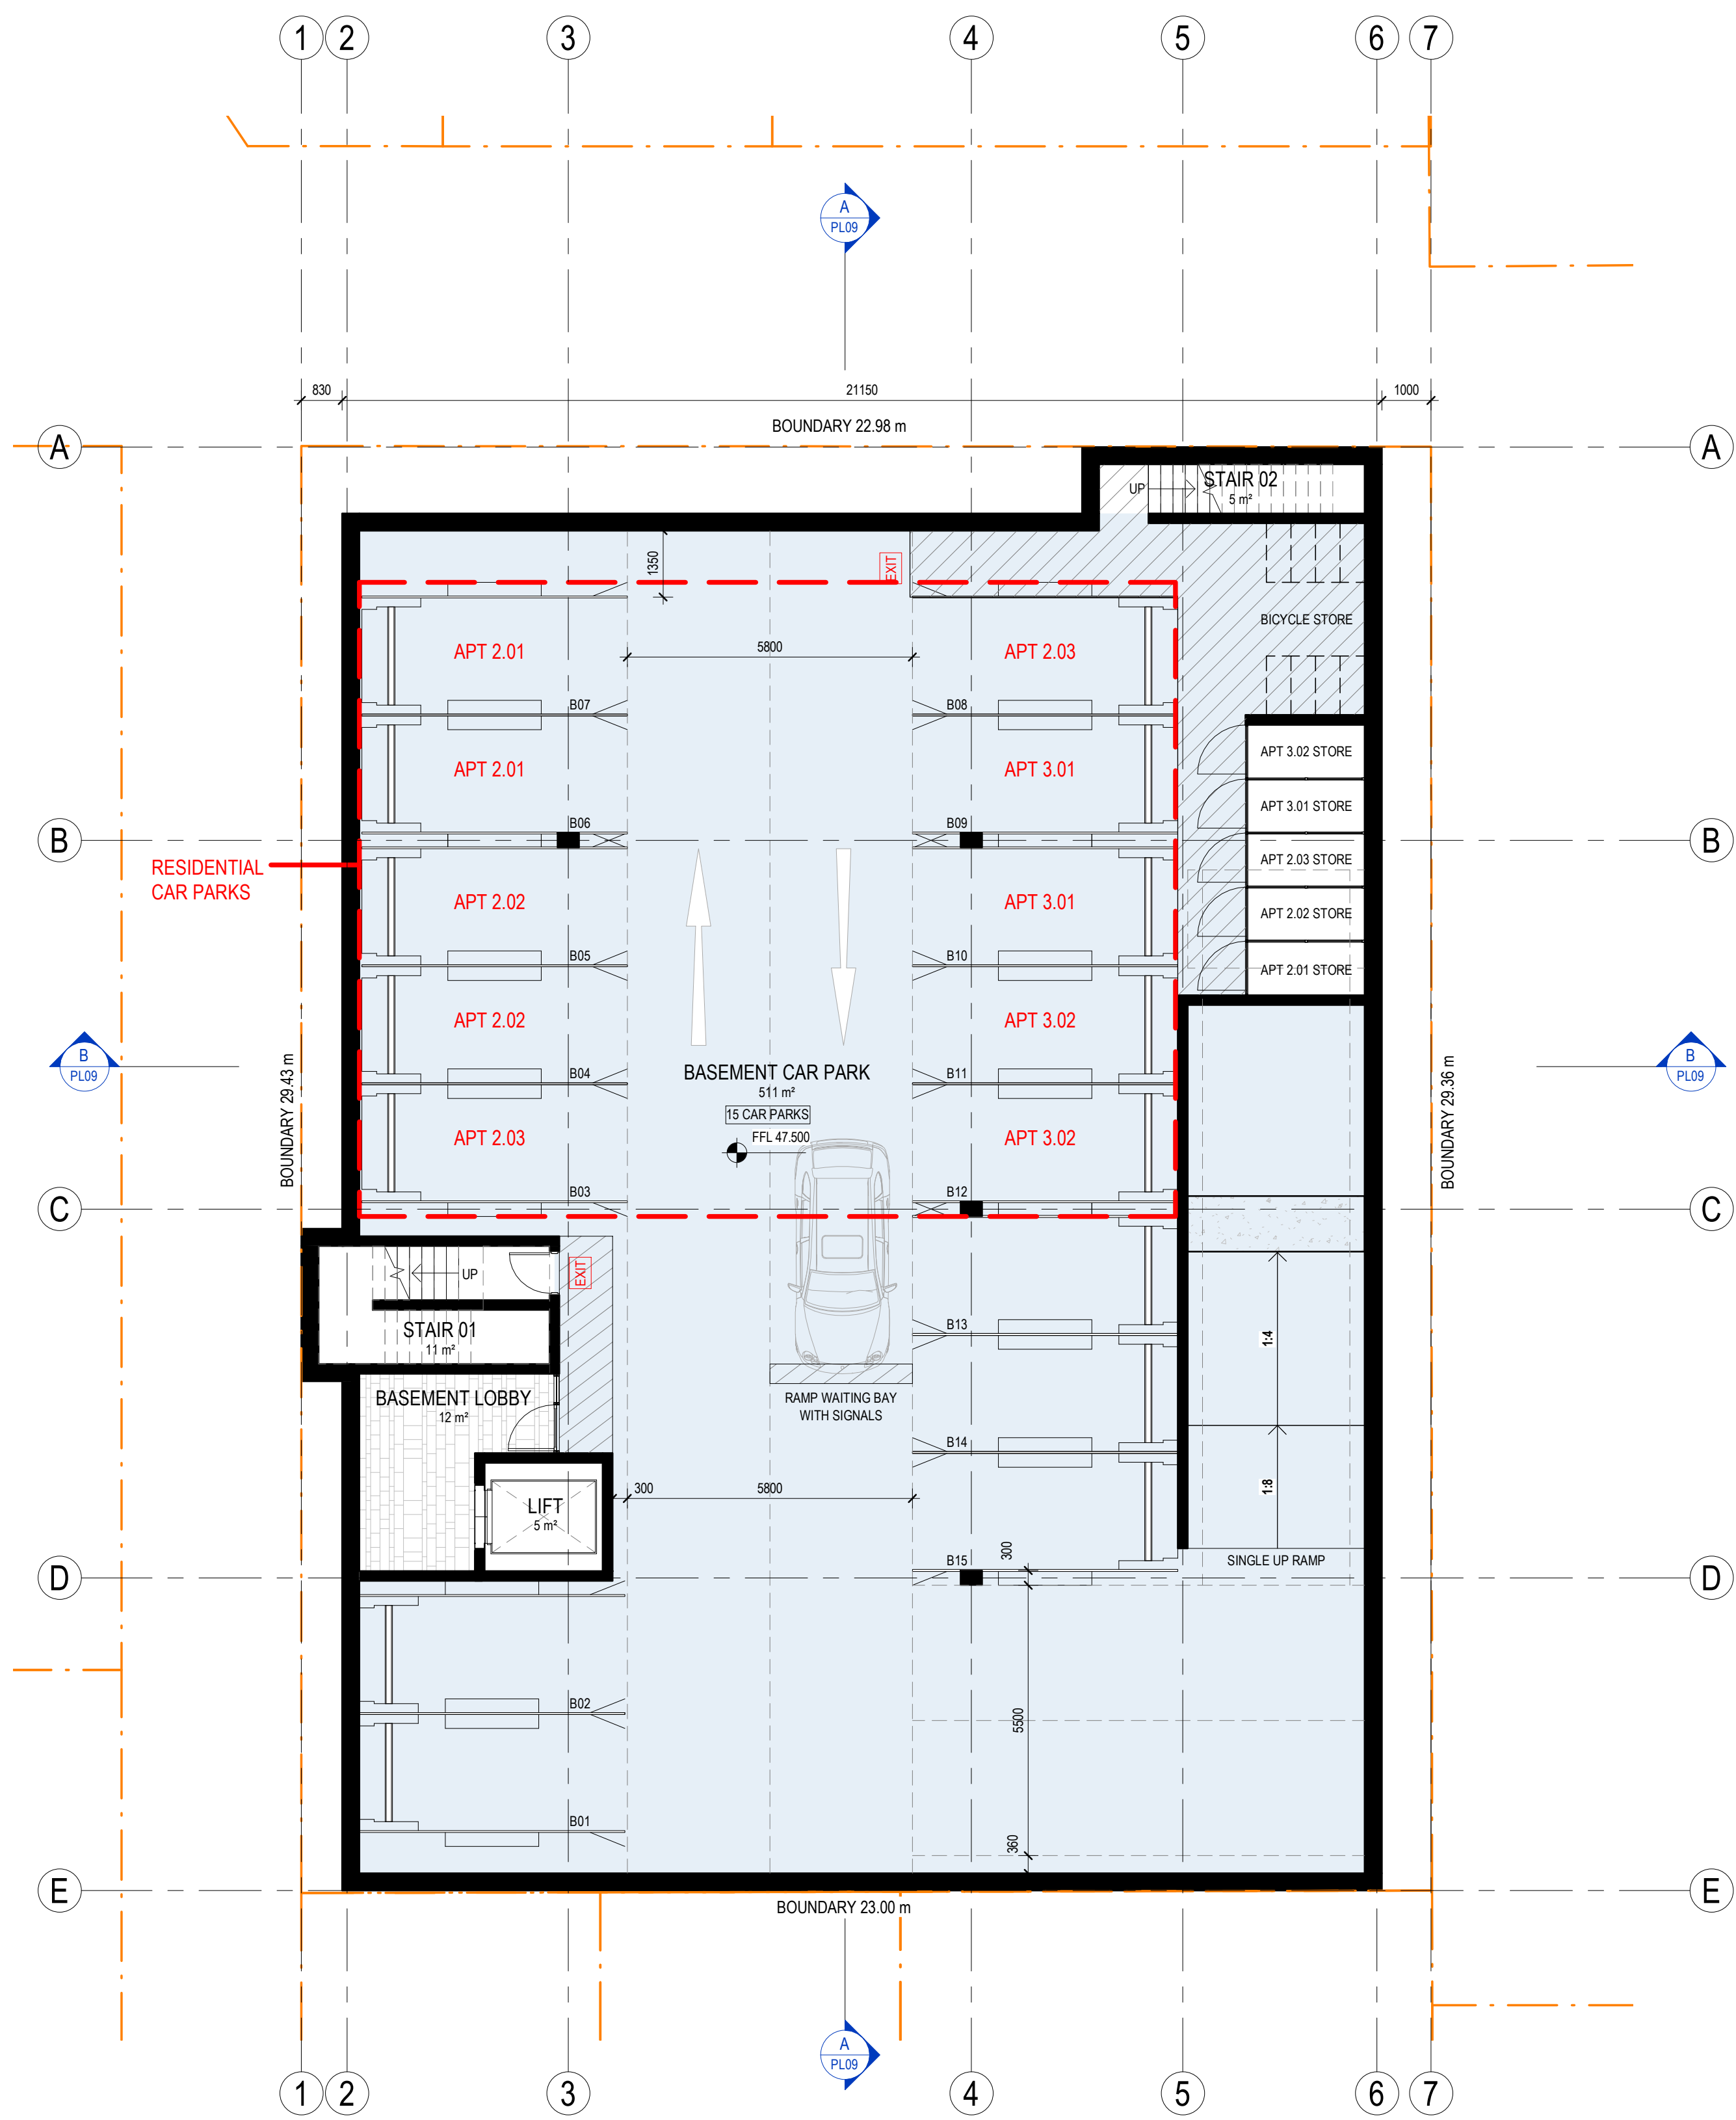 1 2 3 4 5 6 7
A
PL09
830 21150 1000
BOUNDARY 22.98 m
A A
UP STAIR 02
5 m²
EXIT
1350
BICYCLE STORE
5800
APT 2.01 APT 2.03
B07 B08
APT 3.02 STORE
APT 2.01 APT 3.01
APT 3.01 STORE
B06 B09
B B
APT 2.03 STORE
RESIDENTIAL
CAR PARKS
APT 2.02 APT 3.01
APT 2.02 STORE
B05 B10
APT 2.01 STORE
APT 2.02 APT 3.02
B
PL09
B
PL09
BOUNDARY 29.43 m
BOUNDARY 29.36 m
B04 B11
BASEMENT CAR PARK
511 m²
15 CAR PARKS
FFL 47.500
APT 2.03 APT 3.02
B03 B12
C C
UP
EXIT
STAIR 01
11 m²
B13
1:4
BASEMENT LOBBY
12 m²
RAMP WAITING BAY
WITH SIGNALS
B14
1:8
300 5800
LIFT
5 m²
B15 300
SINGLE UP RAMP
D D
B02
5500
B01
360
E E
BOUNDARY 23.00 m
A
PL09
1 2 3 4 5 6 7